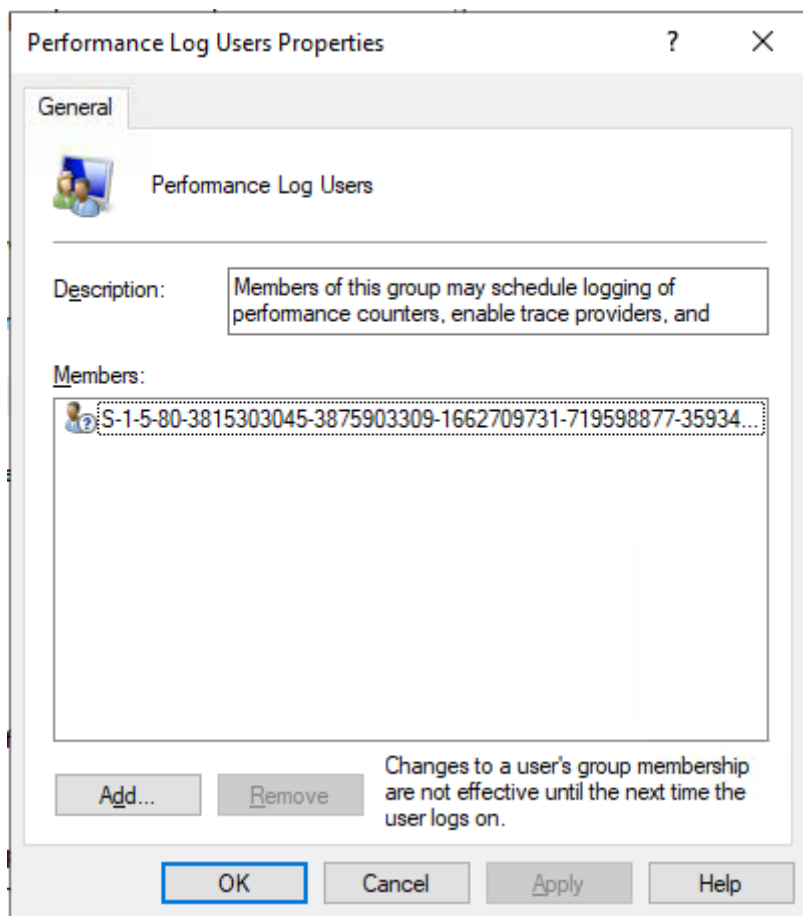 Performance Log Users Properties
?
General
Performance Log Users
Description:
Members of this group may schedule logging of
performance counters, enable trace providers, and
Members:
S-1-5-80-3815303045-3875903309-1662709731-719598877-35934...
Add...
Remove
Changes to a user's group membership
are not effective until the next time the
user logs on.
OK
Cancel
Apply
Help